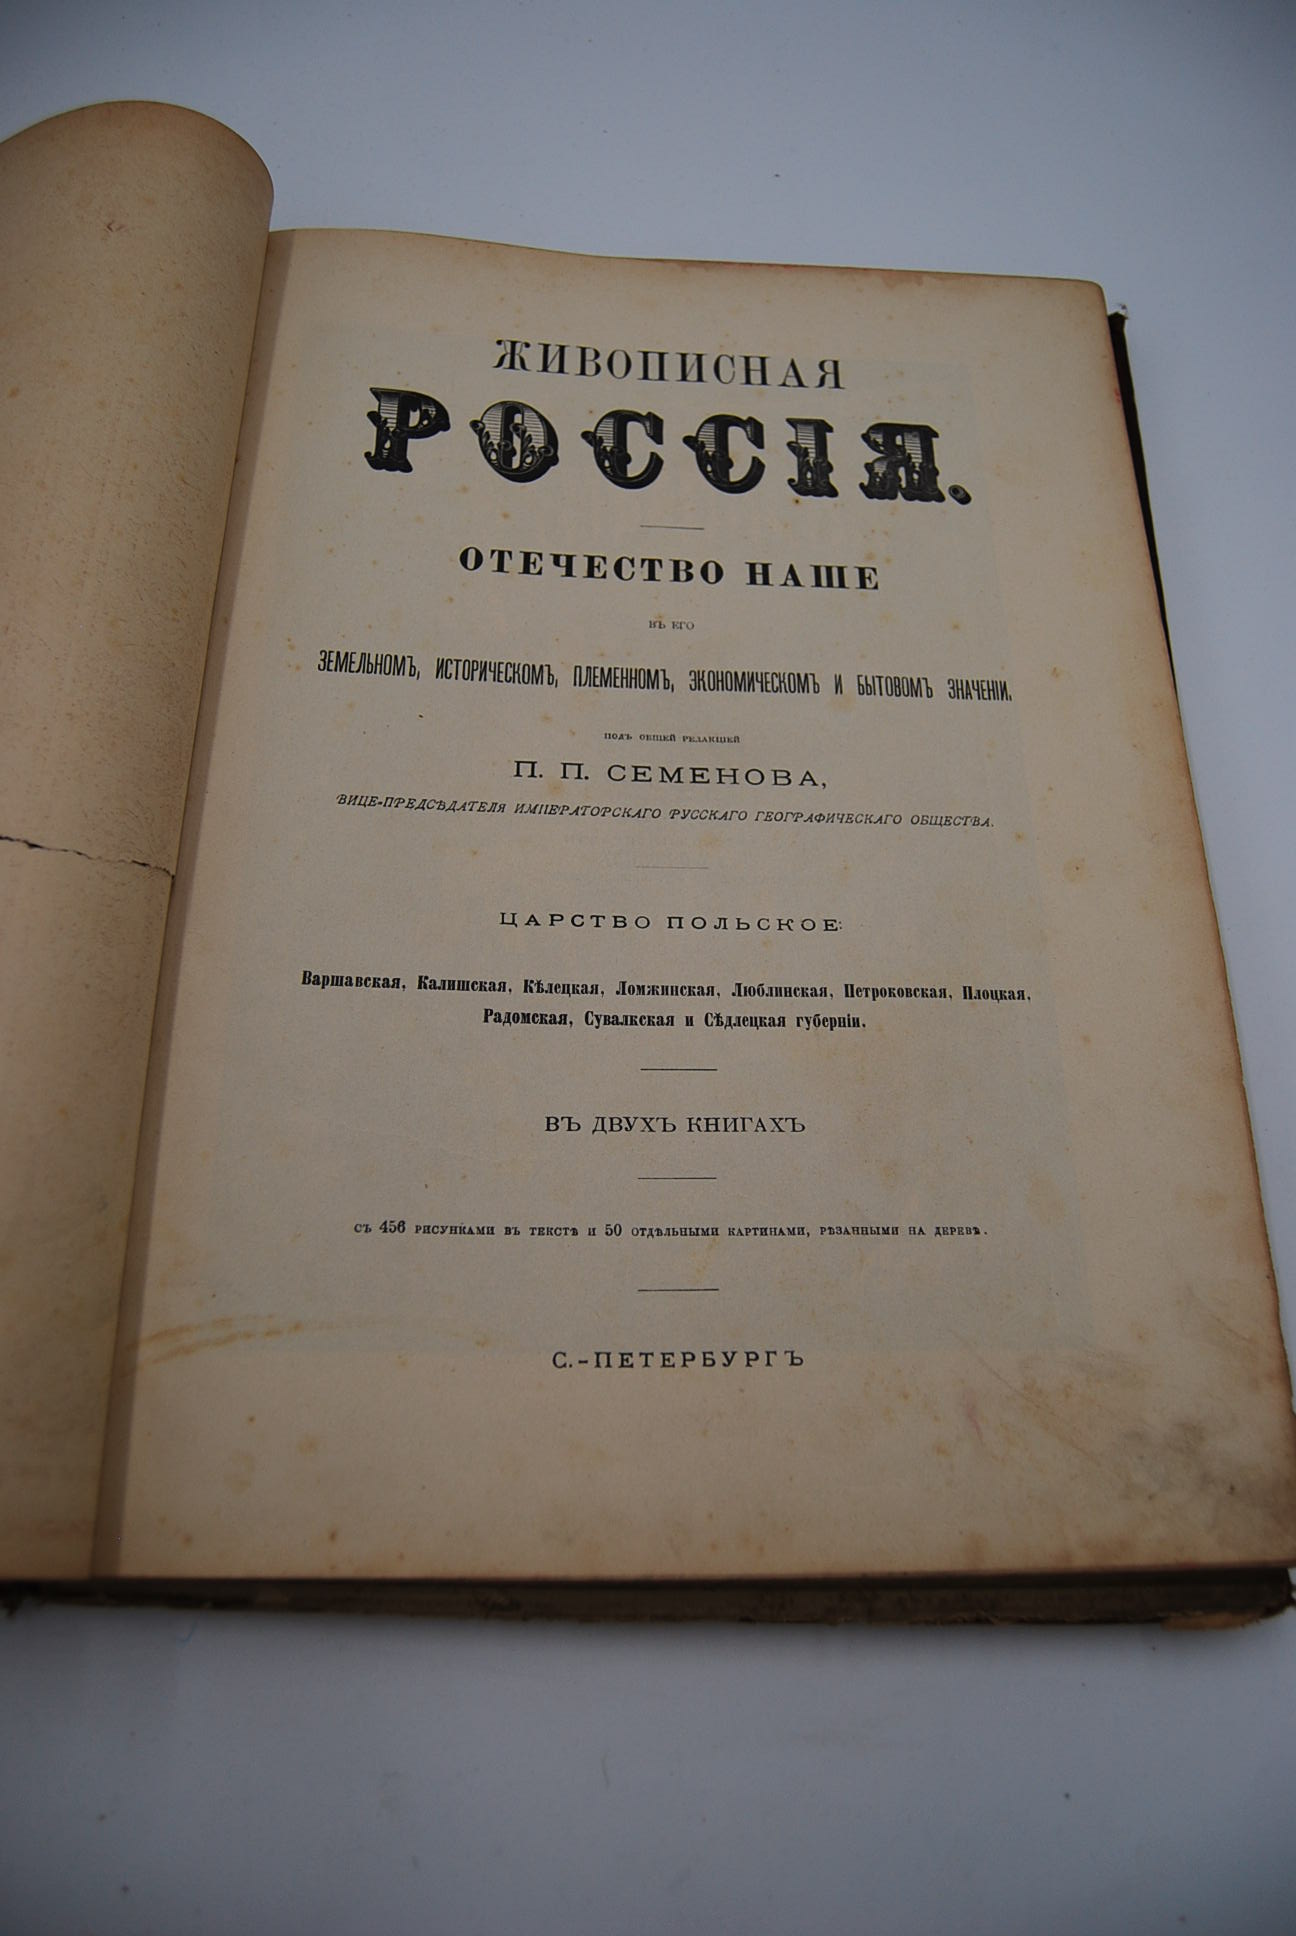 ЖИВОПИСНАЯ
РОССІЯ.
ОТЕЧЕСТВО НАШЕ
ВЪ ЕГО
ЗЕМЕЛЬНОМЪ, ИСТОРИЧЕСКОМЪ, ПЛЕМЕННОМЪ, ЭКОНОМИЧЕСКОМЪ И БЫТОВОМЪ ЗНАЧЕНІИ.
ПОДЪ ОБЩЕЙ РЕДАКЦІЕЙ
П. П. СЕМЕНОВА,
ВИЦЕ-ПРЕДСѢДАТЕЛЯ ИМПЕРАТОРСКАГО РУССКАГО ГЕОГРАФИЧЕСКАГО ОБЩЕСТВА.
ЦАРСТВО ПОЛЬСКОЕ:
Варшавская, Калишская, Кѣлецкая, Ломжинская, Люблинская, Петроковская, Плоцкая,
Радомская, Сувалкская и Сѣдлецкая губерніи.
ВЪ ДВУХЪ КНИГАХЪ
СЪ 456 РИСУНКАМИ ВЪ ТЕКСТѢ И 50 ОТДѢЛЬНЫМИ КАРТИНАМИ, РѢЗАННЫМИ НА ДЕРЕВѢ.
С.-ПЕТЕРБУРГЪ